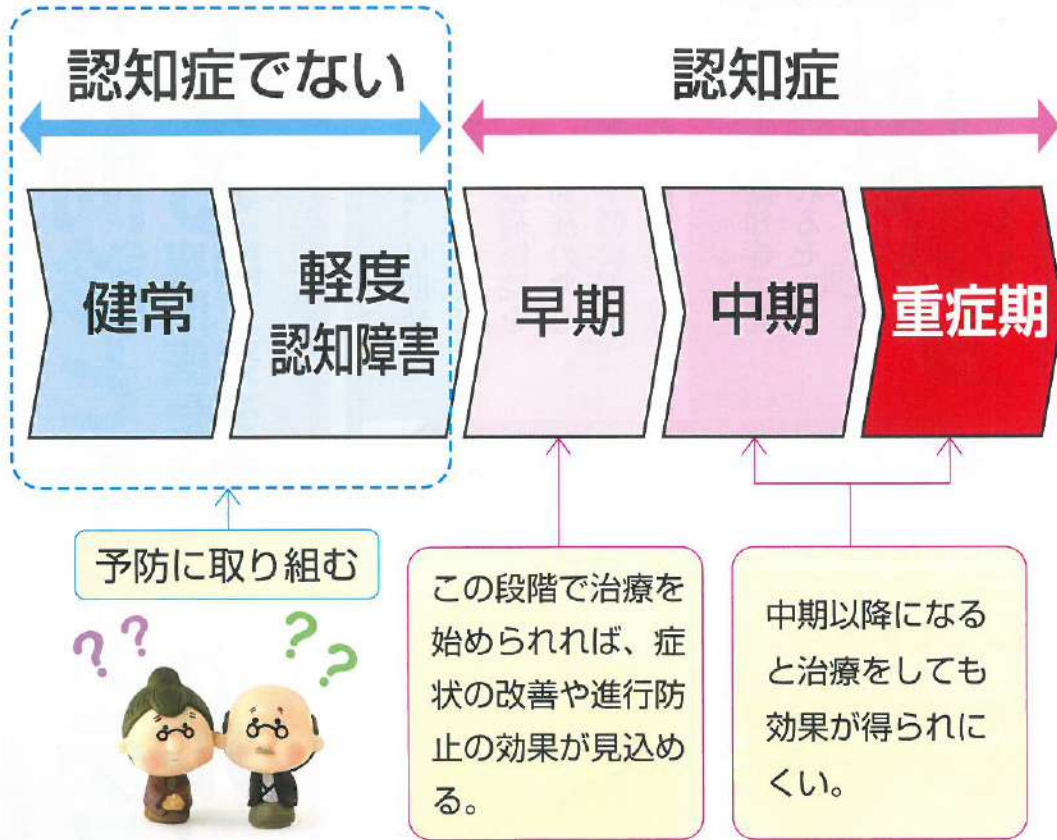 認知症でない
認知症
健常
軽度
認知障害
早期
中期
重症期
予防に取り組む
この段階で治療を
始められれば、症
状の改善や進行防
止の効果が見込め
る。
中期以降になる
と治療をしても
効果が得られに
くい。
? ?
? ?